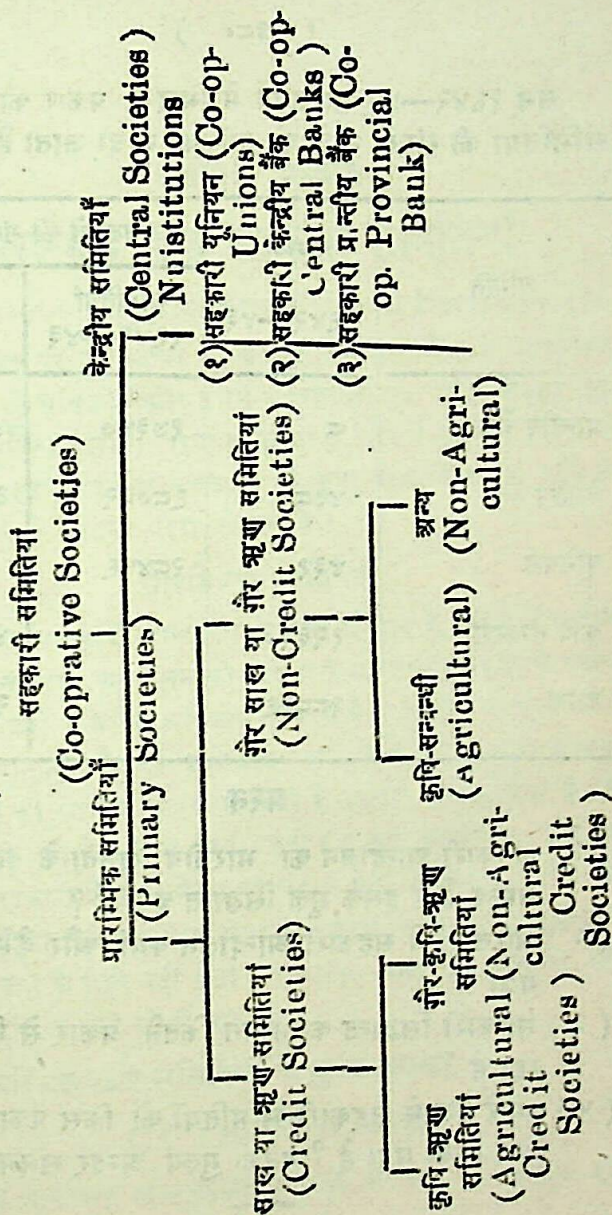 सहकारी समितियां
(Co-oprative Societies)
प्रारम्भिक समितियाँ
(Primary Societies)
केन्द्रीय समितियाँ
(Central Societies)
Nuistitutions
(१) सहकारी यूनियन (Co-op-
Unions)
(२) सहकारी केन्द्रीय बैंक (Co-op-
Central Banks)
(३) सहकारी प्रान्तीय बैंक (Co-
op. Provincial
Bank)
साख या ऋण-समितियां
(Credit Societies)
ग़ैर साख या ग़ैर ऋण समितियां
(Non-Credit Societies)
कृषि-ऋण
समितियां
(Agricultural
Credit
Societies)
ग़ैर-कृषि-ऋण
समितियां
(Non-Agri-
cultural
Credit
Societies)
कृषि-सम्बन्धी
(Agricultural)
अन्य
(Non-Agri-
cultural)